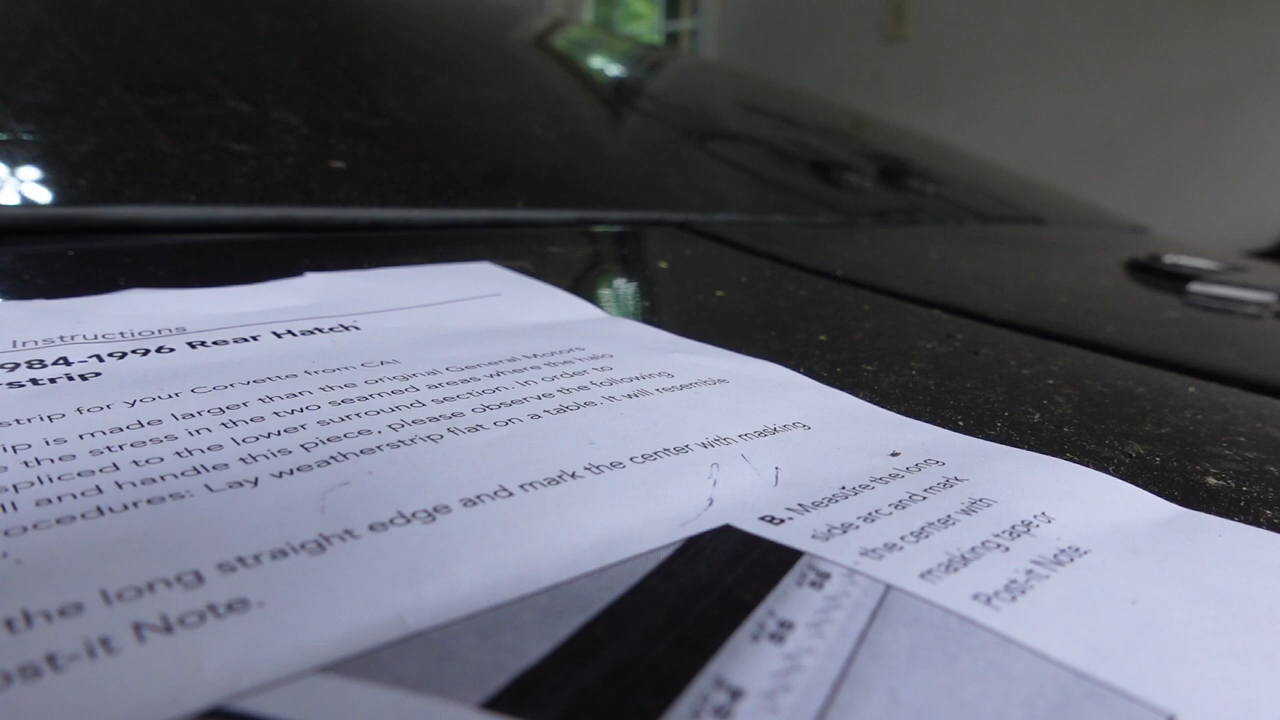 Instructions
984-1996 Rear Hatch
rstrip
strip for your Corvette from CA!
ip is made larger than the original General Motors
e the stress in the two seamed areas where the halo
spliced to the lower surround section. In order to
ll and handle this piece, please observe the following
ocedures: Lay weatherstrip flat on a table. It will resemble
the long straight edge and mark the center with masking
ost-it Note.
B. Measure the long
side arc and mark
the center with
masking tape or
Post-it Note.